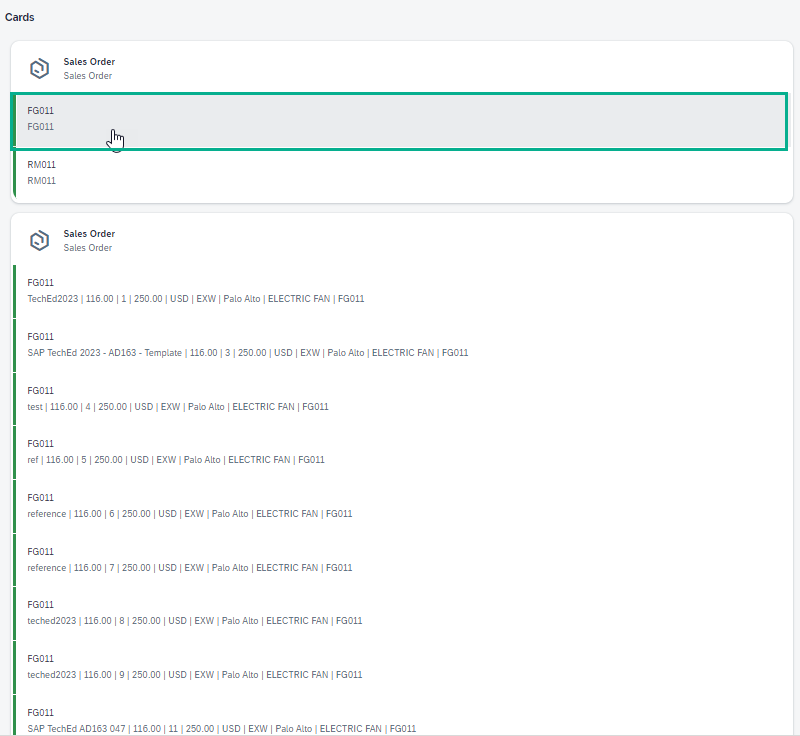 Cards
Sales Order
Sales Order
FG011
FG011
RM011
RM011
Sales Order
Sales Order
FG011
TechEd2023 | 116.00 | 1 | 250.00 | USD | EXW | Palo Alto | ELECTRIC FAN | FG011
FG011
SAP TechEd 2023 - AD163 - Template | 116.00 | 3 | 250.00 | USD | EXW | Palo Alto | ELECTRIC FAN | FG011
FG011
test | 116.00 | 4 | 250.00 | USD | EXW | Palo Alto | ELECTRIC FAN | FG011
FG011
ref | 116.00 | 5 | 250.00 | USD | EXW | Palo Alto | ELECTRIC FAN | FG011
FG011
reference | 116.00 | 6 | 250.00 | USD | EXW | Palo Alto | ELECTRIC FAN | FG011
FG011
reference | 116.00 | 7 | 250.00 | USD | EXW | Palo Alto | ELECTRIC FAN | FG011
FG011
teched2023 | 116.00 | 8 | 250.00 | USD | EXW | Palo Alto | ELECTRIC FAN | FG011
FG011
teched2023 | 116.00 | 9 | 250.00 | USD | EXW | Palo Alto | ELECTRIC FAN | FG011
FG011
SAP TechEd AD163 047 | 116.00 | 11 | 250.00 | USD | EXW | Palo Alto | ELECTRIC FAN | FG011